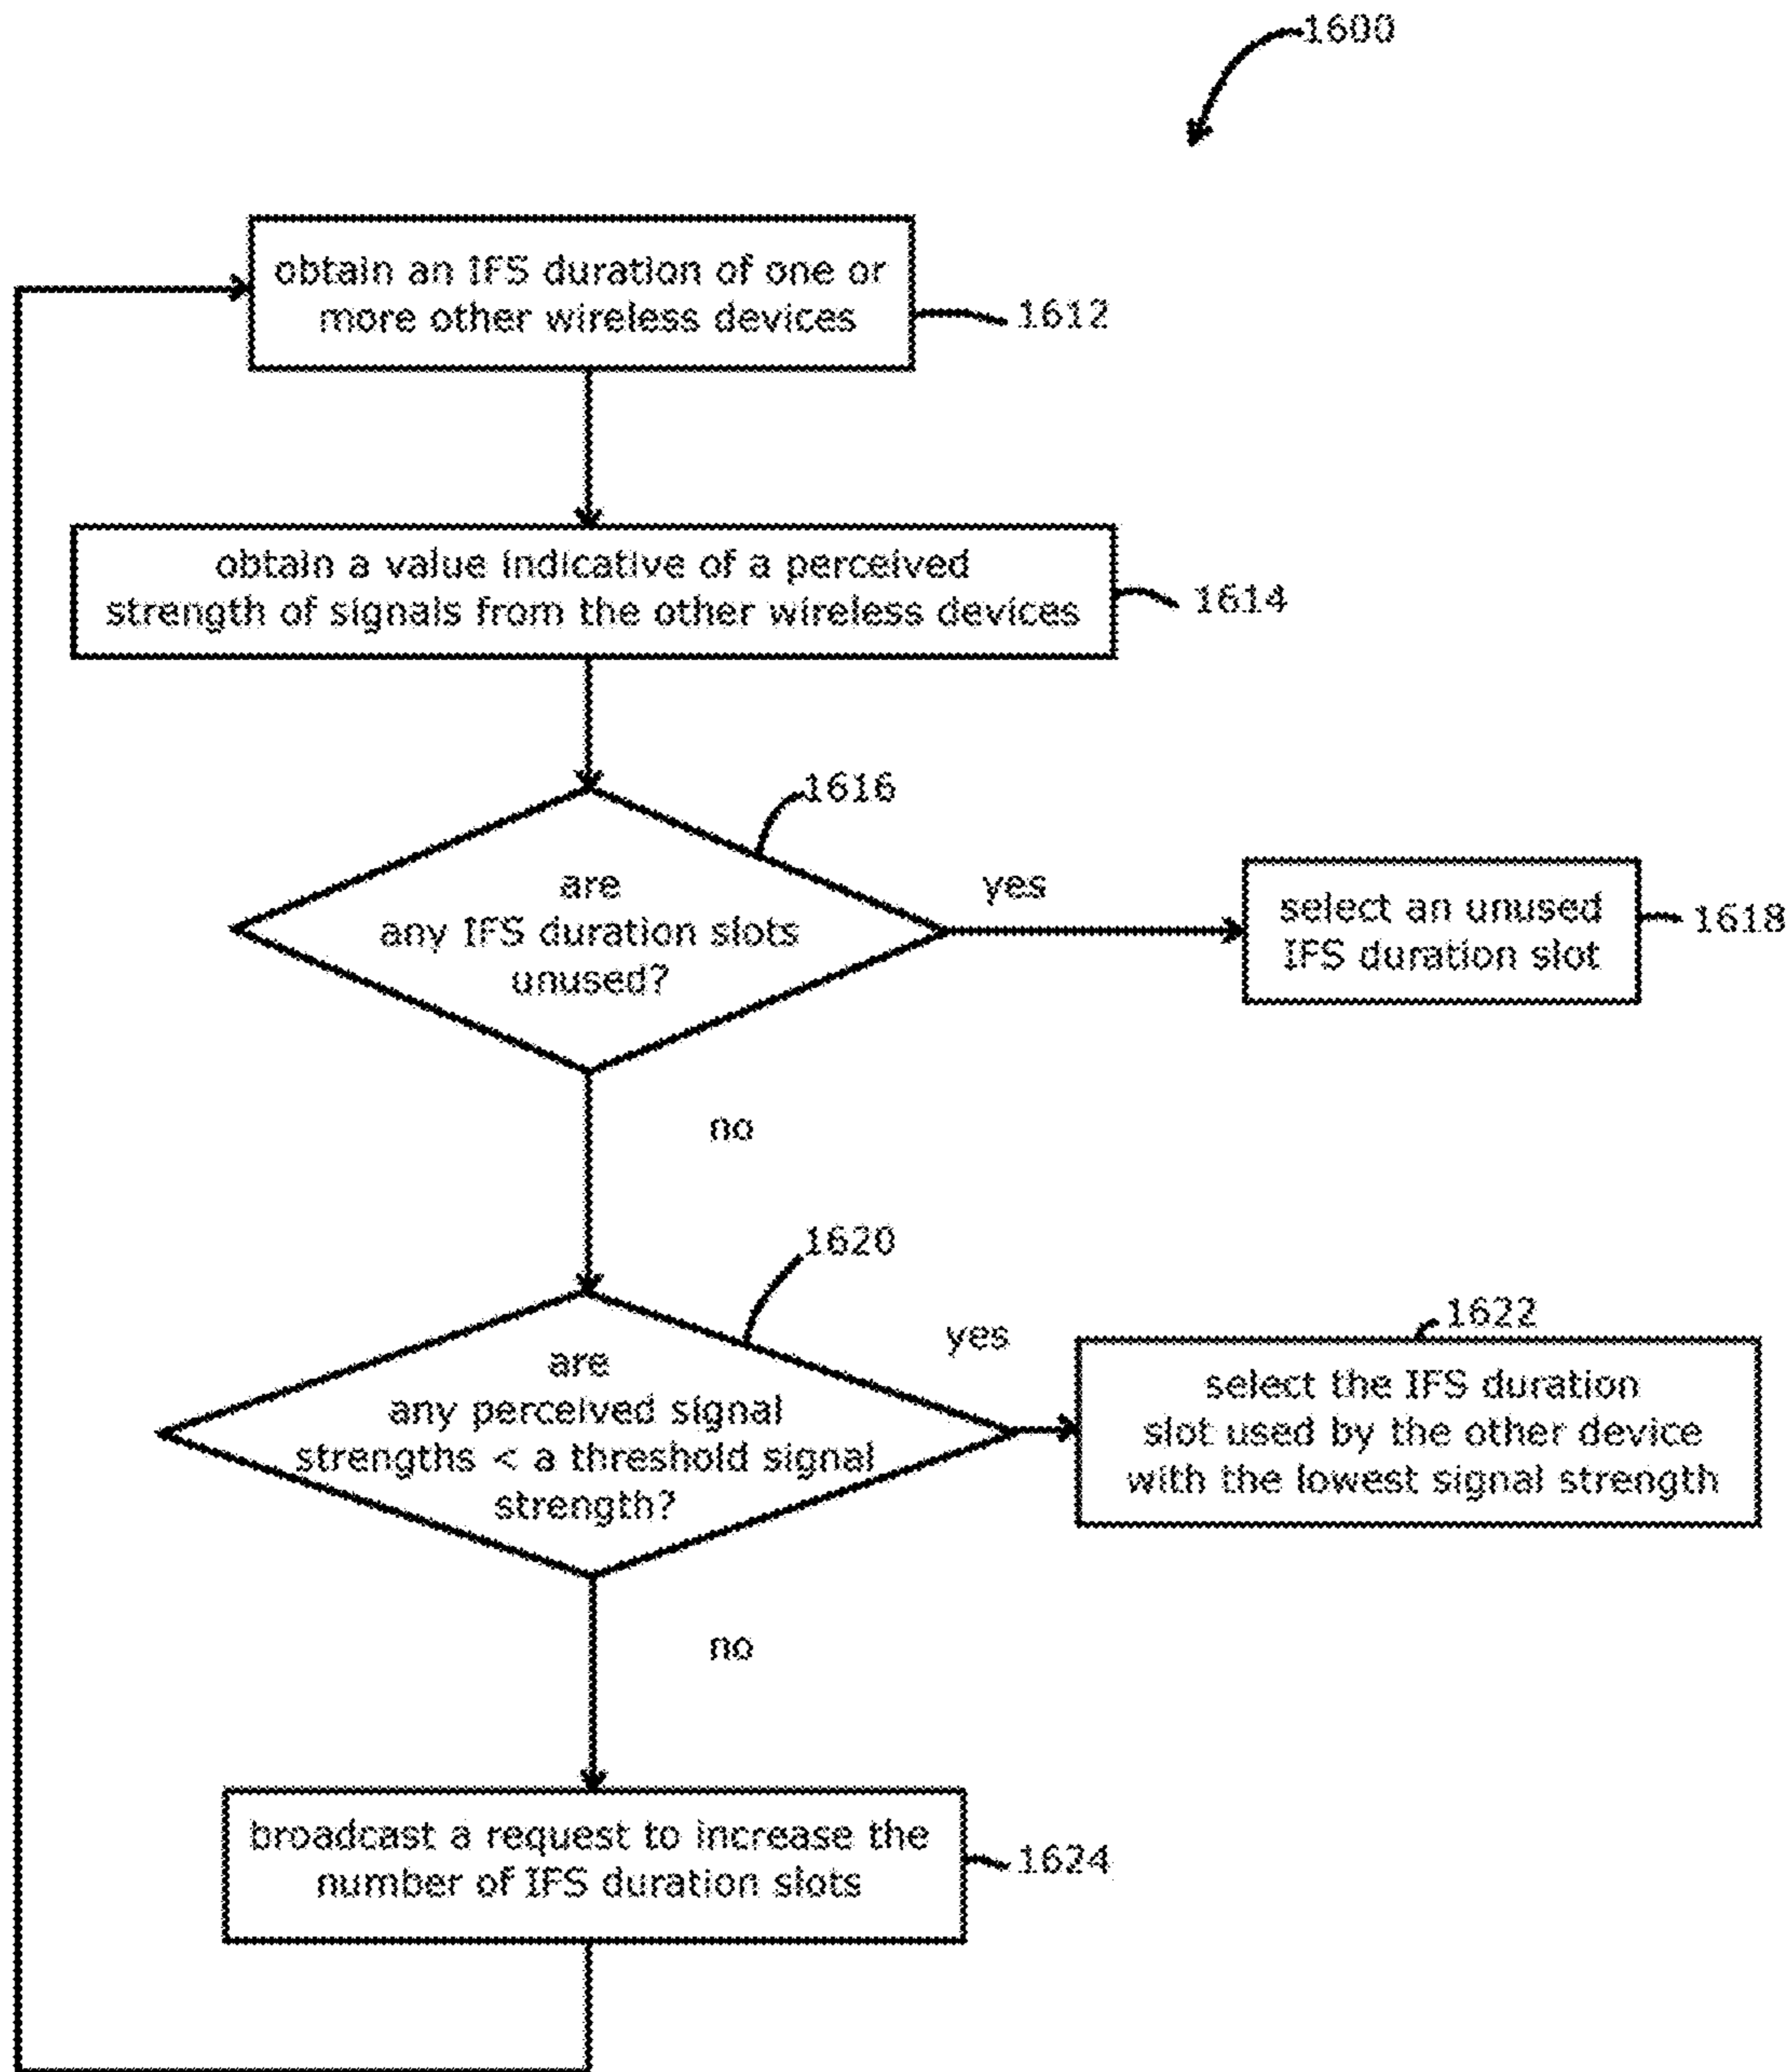 1600
obtain an IFS duration of one or
more other wireless devices
1612
obtain a value indicative of a perceived
strength of signals from the other wireless devices
1614
1616
are
any IFS duration slots
unused?
yes
select an unused
IFS duration slot
1618
no
1620
are
any perceived signal
strengths < a threshold signal
strength?
yes
1622
select the IFS duration
slot used by the other device
with the lowest signal strength
no
broadcast a request to increase the
number of IFS duration slots
1624